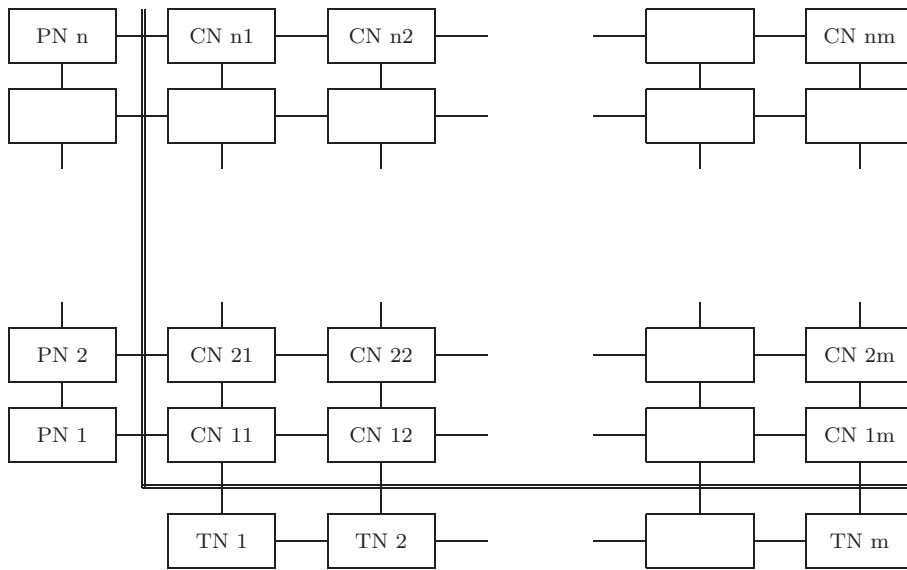 PN n CN n1 CN n2 CN nm
PN 2 CN 21 CN 22 CN 2m
PN 1 CN 11 CN 12 CN 1m
TN 1 TN 2 TN m